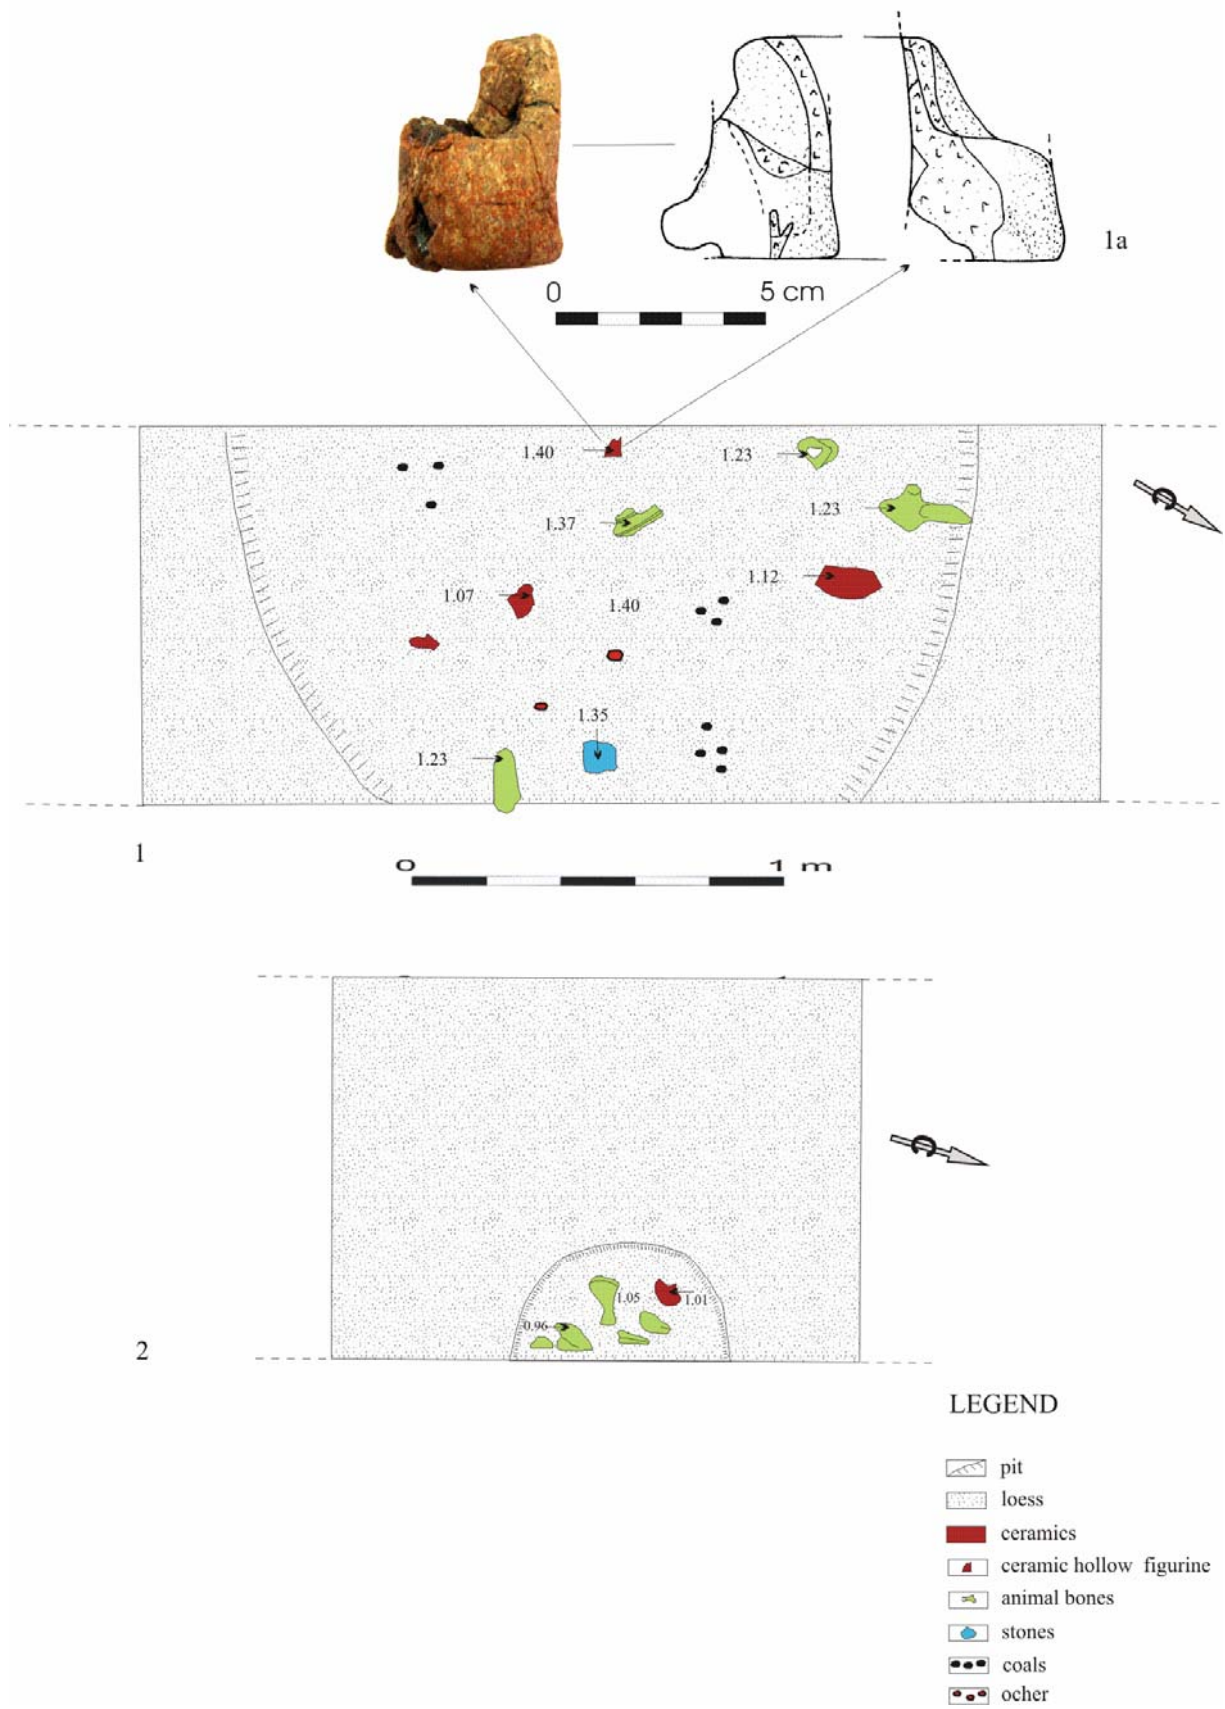 1a
0 5 cm
1.40 1.23
1.37 1.23
1.12
1.07 1.40
1.35
1.23
1
0 1 m
1.05 1.01
0.96
2
LEGEND
pit
loess
ceramics
ceramic hollow figurine
animal bones
stones
coals
ocher